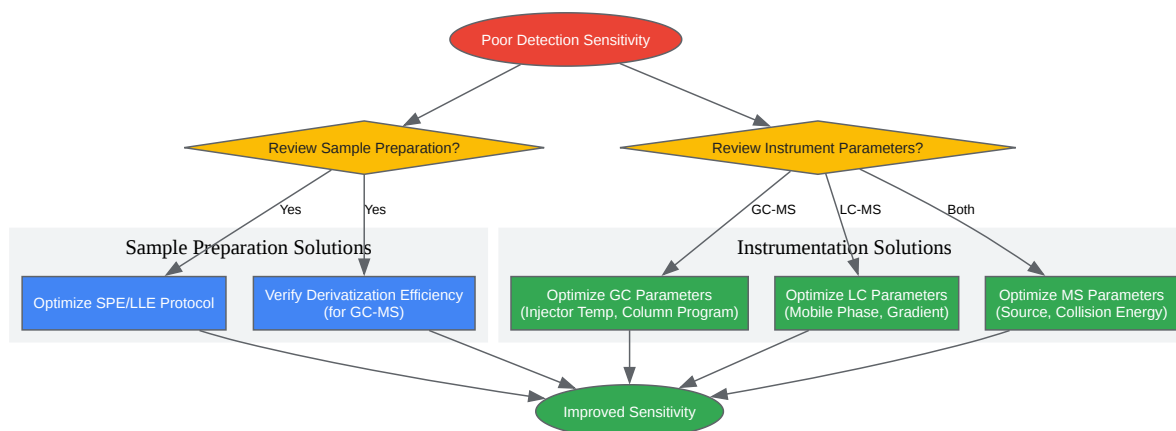 Poor Detection Sensitivity
Review Sample Preparation?
Review Instrument Parameters?
Yes
Yes
GC-MS
LC-MS
Both
Sample Preparation Solutions
Instrumentation Solutions
Optimize SPE/LLE Protocol
Verify Derivatization Efficiency
(for GC-MS)
Optimize GC Parameters
(Injector Temp, Column Program)
Optimize LC Parameters
(Mobile Phase, Gradient)
Optimize MS Parameters
(Source, Collision Energy)
Improved Sensitivity